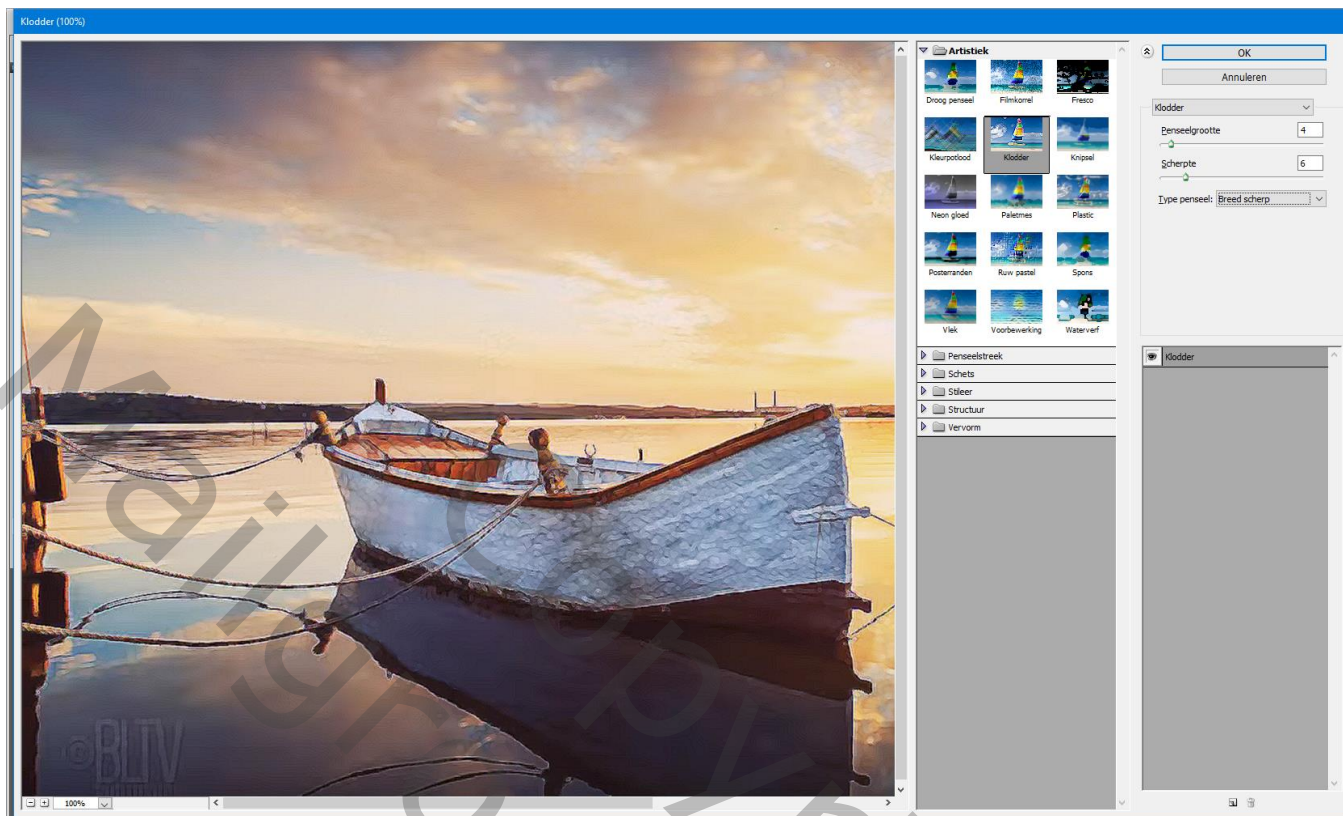 Klodder (100%)
Artistiek
Droog penseel Filmkorrel Fresco
Kleurpotlood Klodder Knipsel
Neon gloed Paletmes Plastic
Posterranden Ruw pastel Spons
Vlek Voorbewerking Waterverf
Penseelstreek
Schets
Stileer
Structuur
Vervorm
OK
Annuleren
Klodder
Penseelgrootte 4
Scherpte 6
Type penseel: Breed scherp
Klodder
©BLTV
100%